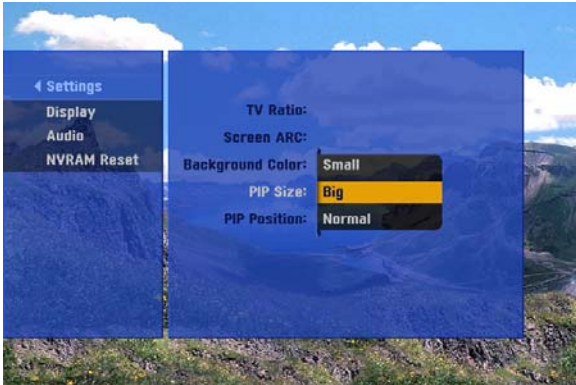 Settings
Display
Audio
NVRAM Reset
TV Ratio:
Screen ARC:
Background Color:
PIP Size:
PIP Position:
Small
Big
Normal